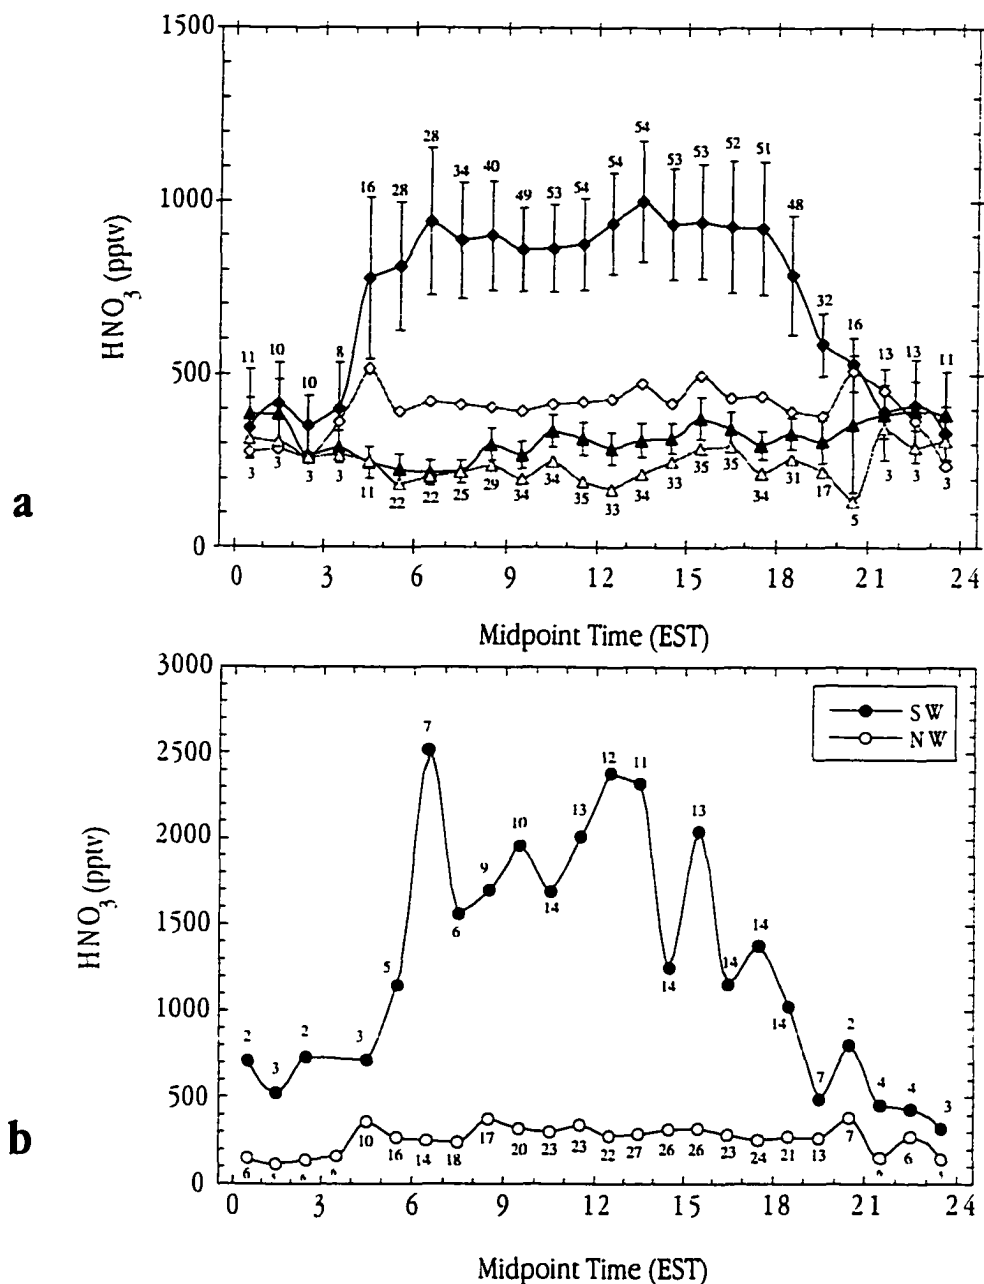 1500
1000
500
0
HNO3 (pptv)
11 10 10 8 16 28 28 34 40 49 53 54 54 54 53 53 52 51 48 32 16 13 13 11
3 3 3 3 11 22 22 25 29 34 34 35 33 34 33 35 35 34 31 17 5 3 3 3
0 3 6 9 12 15 18 21 24
Midpoint Time (EST)
a
3000
2500
2000
1500
1000
500
0
HNO3 (pptv)
SW
NW
2 3 2 3 5 7 6 9 10 14 13 12 11 14 13 14 14 14 7 2 4 4 3
6 10 16 14 18 17 20 23 23 22 27 26 26 23 24 21 13 7 6
0 3 6 9 12 15 18 21 24
Midpoint Time (EST)
b